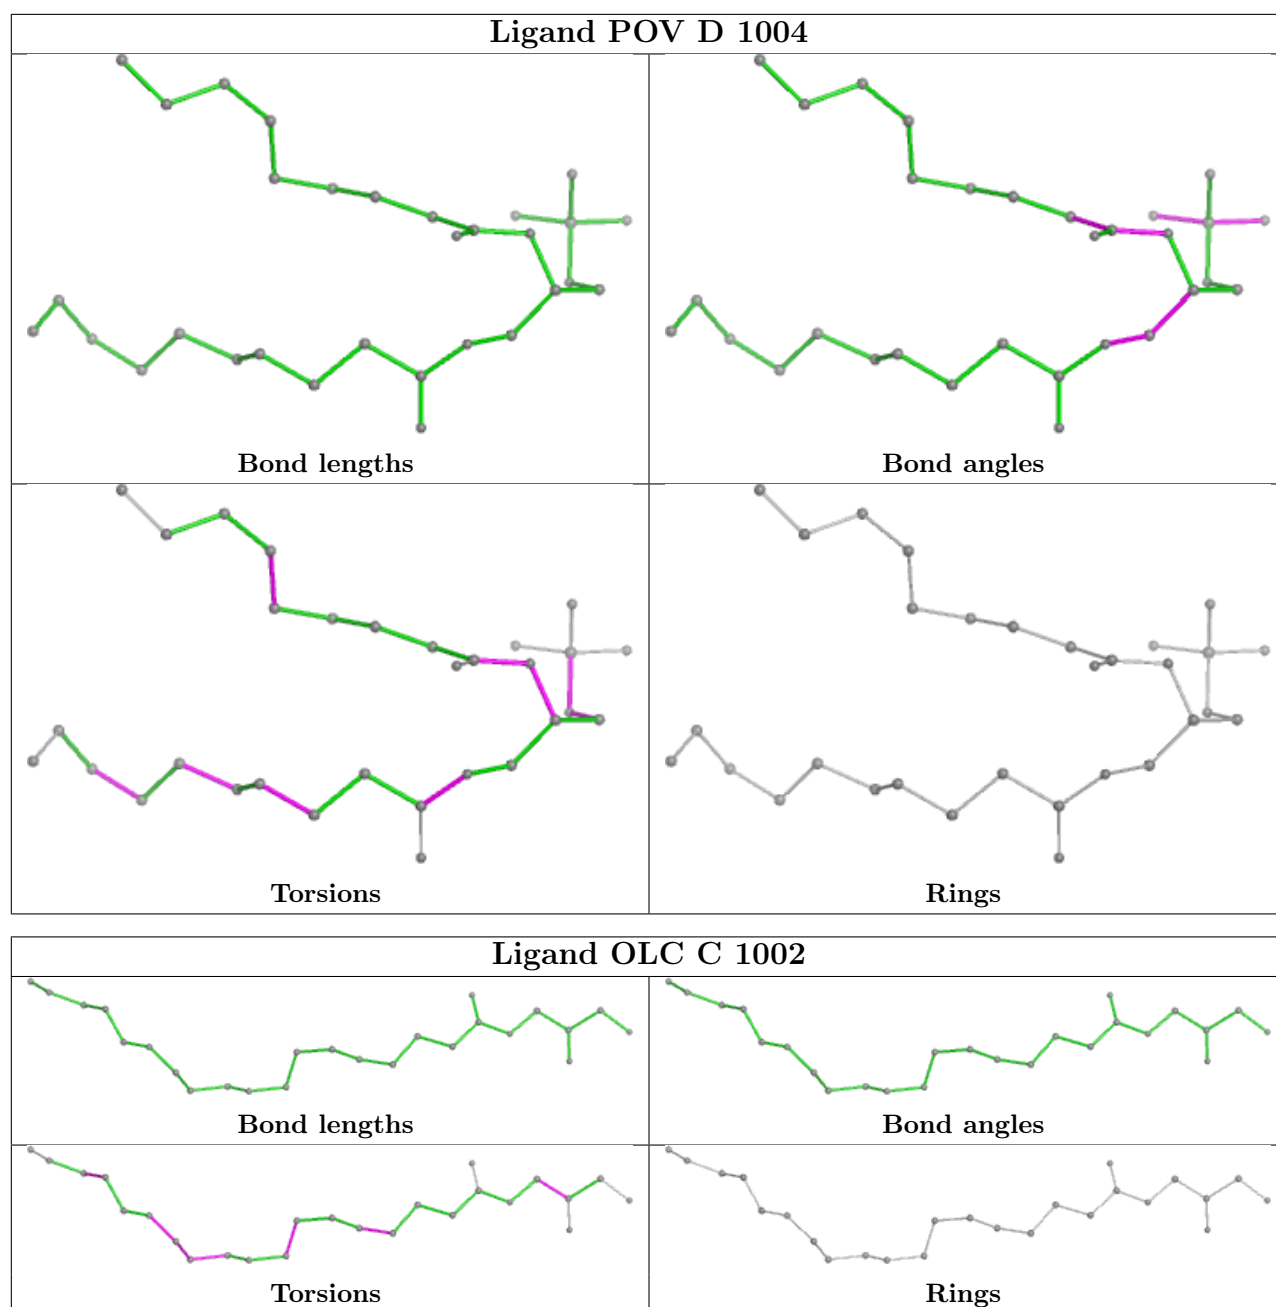 Ligand POV D 1004
Bond lengths
Bond angles
Torsions
Rings
Ligand OLC C 1002
Bond lengths
Bond angles
Torsions
Rings